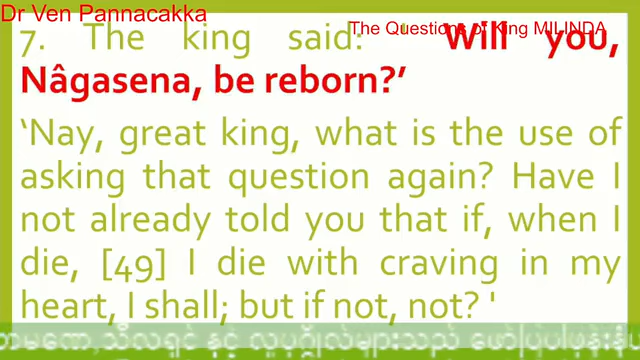 Dr Ven Pannacakka
The Questions of King MILINDA
7. The king said: 'Will you,
Nâgasena, be reborn?'
'Nay, great king, what is the use of
asking that question again? Have I
not already told you that if, when I
die, [49] I die with craving in my
heart, I shall; but if not, not? '